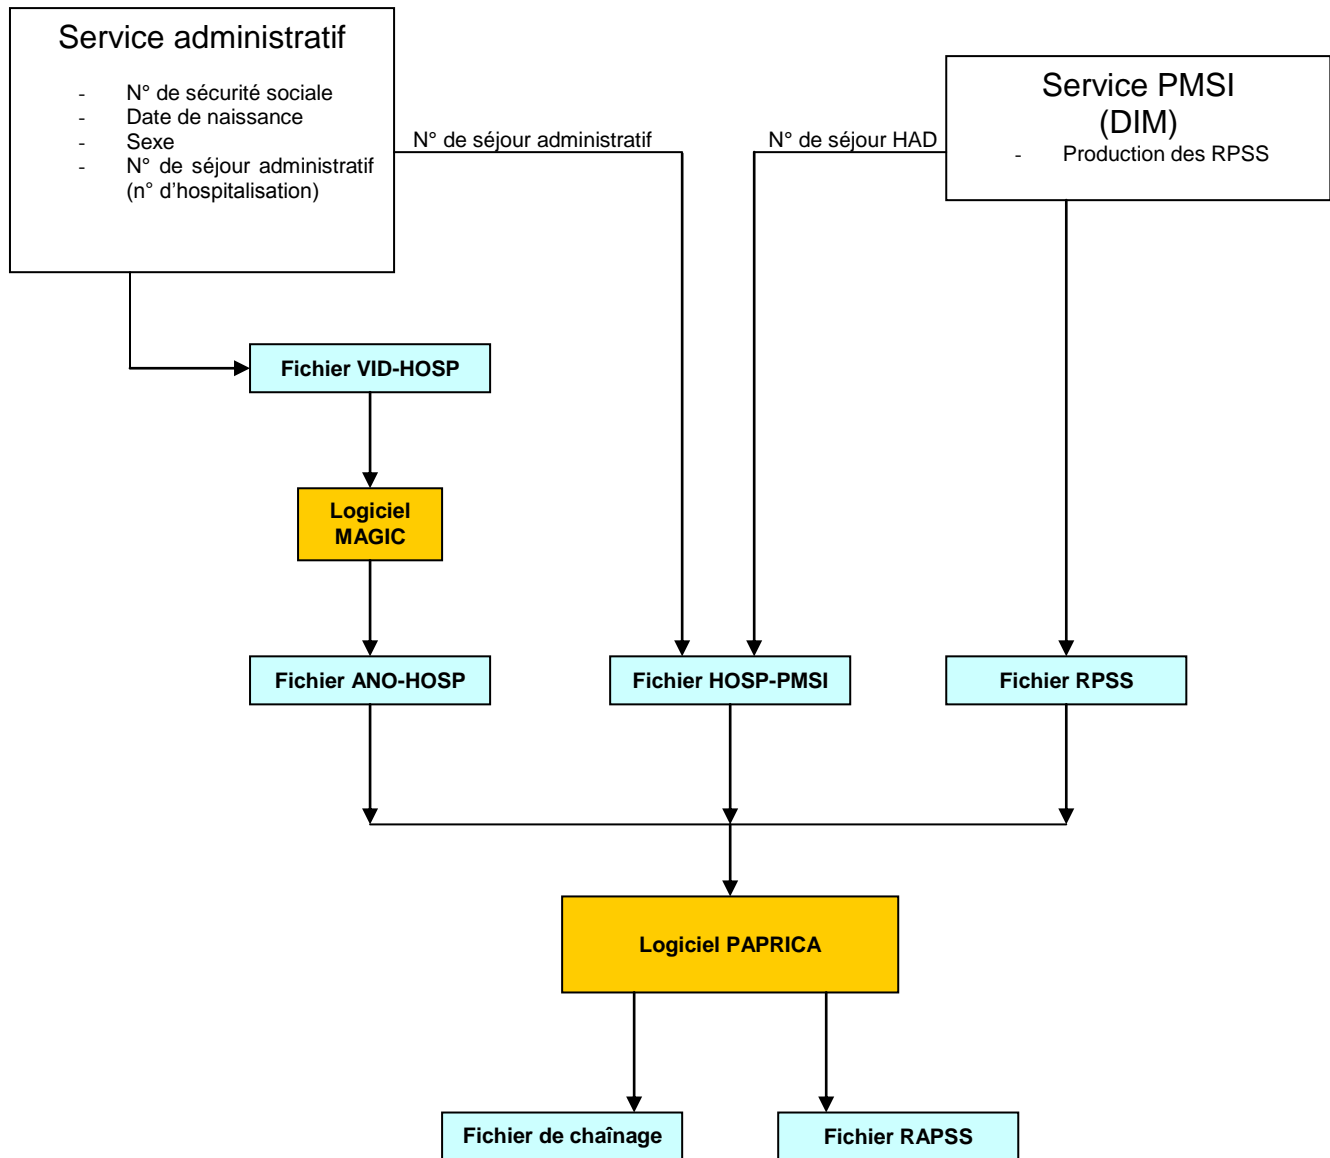 Service administratif
- N° de sécurité sociale
- Date de naissance
- Sexe
- N° de séjour administratif
(n° d'hospitalisation)
N° de séjour administratif
N° de séjour HAD
Service PMSI
(DIM)
- Production des RPSS
Fichier VID-HOSP
Logiciel
MAGIC
Fichier ANO-HOSP
Fichier HOSP-PMSI
Fichier RPSS
Logiciel PAPRICA
Fichier de chaînage
Fichier RAPSS